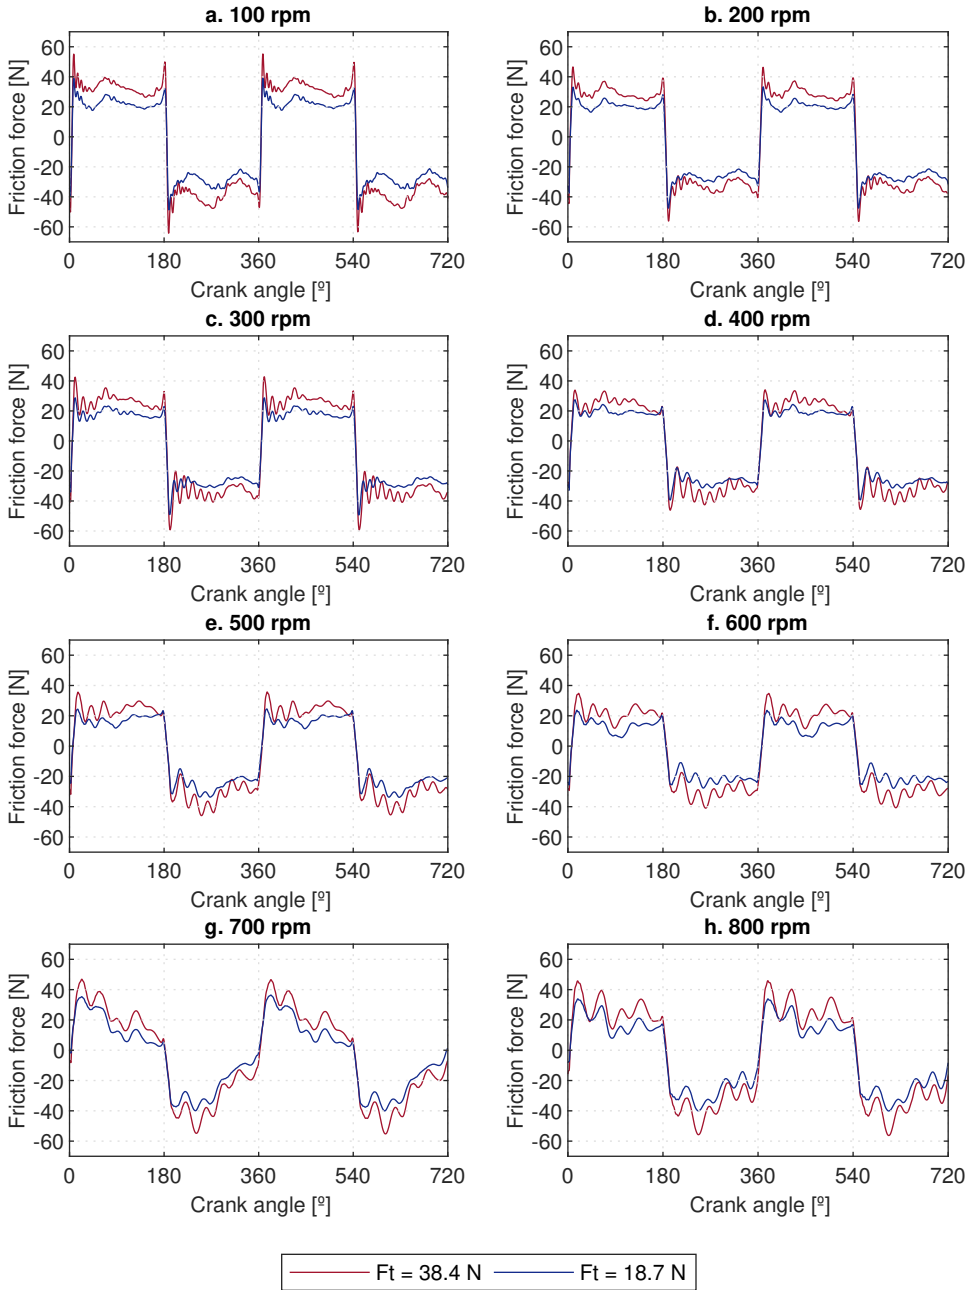 a. 100 rpm
b. 200 rpm
Friction force [N]
60
40
20
0
-20
-40
-60
0 180 360 540 720
Crank angle [º]
Friction force [N]
60
40
20
0
-20
-40
-60
0 180 360 540 720
Crank angle [º]
c. 300 rpm
d. 400 rpm
Friction force [N]
60
40
20
0
-20
-40
-60
0 180 360 540 720
Crank angle [º]
Friction force [N]
60
40
20
0
-20
-40
-60
0 180 360 540 720
Crank angle [º]
e. 500 rpm
f. 600 rpm
Friction force [N]
60
40
20
0
-20
-40
-60
0 180 360 540 720
Crank angle [º]
Friction force [N]
60
40
20
0
-20
-40
-60
0 180 360 540 720
Crank angle [º]
g. 700 rpm
h. 800 rpm
Friction force [N]
60
40
20
0
-20
-40
-60
0 180 360 540 720
Crank angle [º]
Friction force [N]
60
40
20
0
-20
-40
-60
0 180 360 540 720
Crank angle [º]
Ft = 38.4 N Ft = 18.7 N